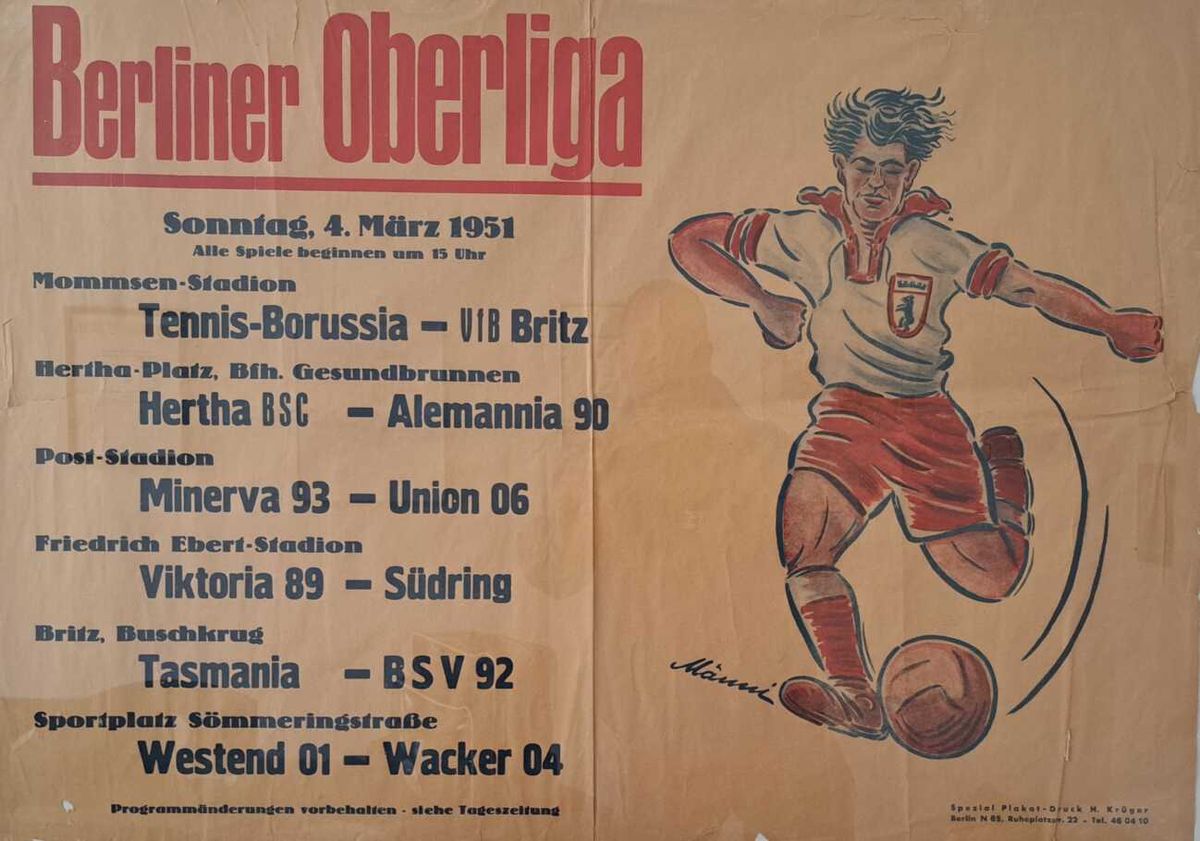 Berliner Oberliga
Sonntag, 4. März 1951
Alle Spiele beginnen um 15 Uhr
Mommsen-Stadion
Tennis-Borussia – VfB Britz
Hertha-Platz, Bfh. Gesundbrunnen
Hertha BSC – Alemannia 90
Post-Stadion
Minerva 93 – Union 06
Friedrich Ebert-Stadion
Viktoria 89 – Südring
Britz, Buschkrug
Tasmania – BSV 92
Sportplatz Sömmeringstraße
Westend 01 – Wacker 04
Programmänderungen vorbehalten - siehe Tageszeitung
Männi
Spezial Plakat-Druck H. Krüger
Berlin N 65, Ruheplatzstr. 22 - Tel. 46 04 10